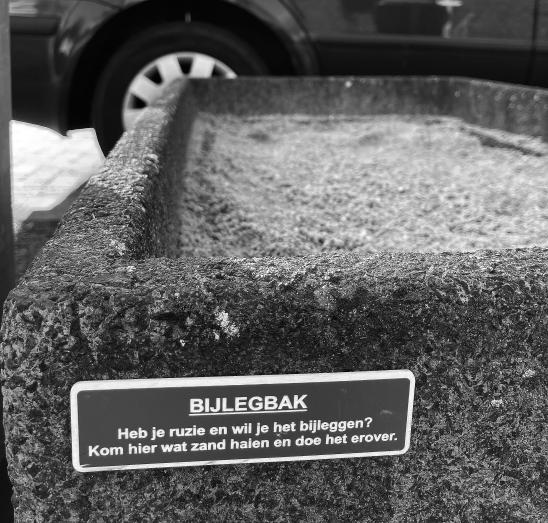 BIJLEGBAK
Heb je ruzie en wil je het bijleggen?
Kom hier wat zand halen en doe het erover.